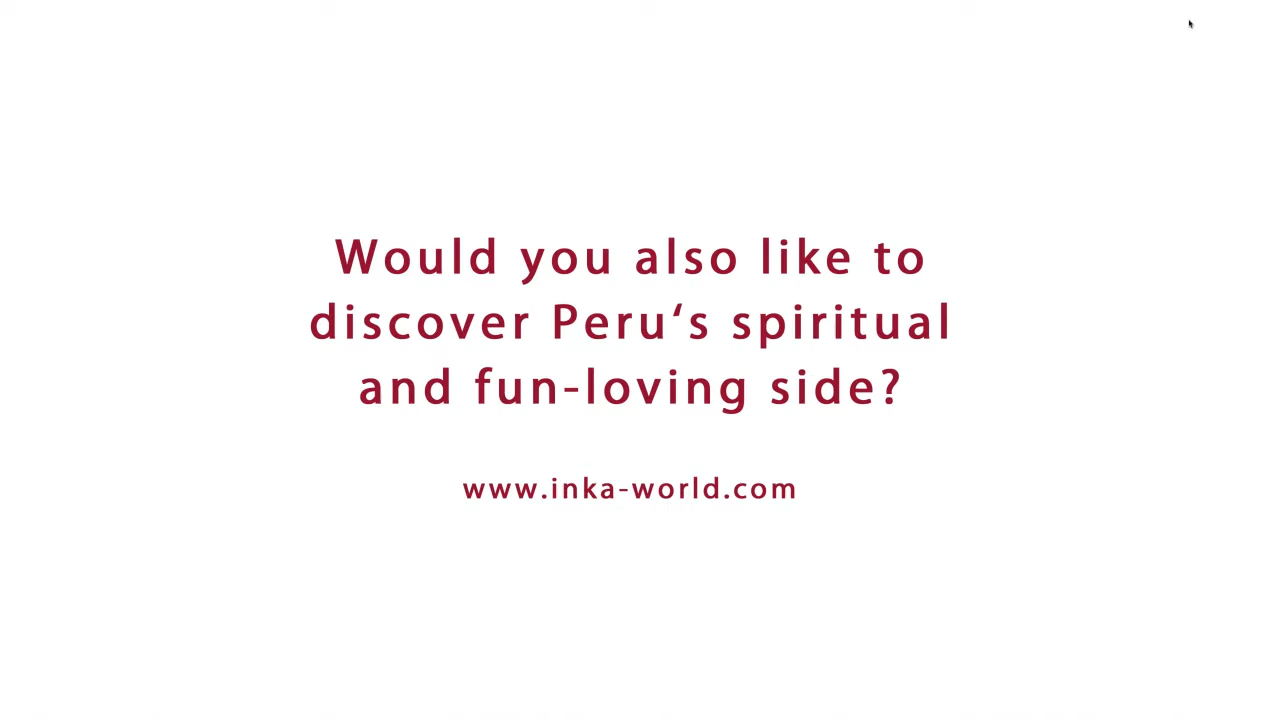 Would you also like to
discover Peru‘s spiritual
and fun-loving side?
www.inka-world.com